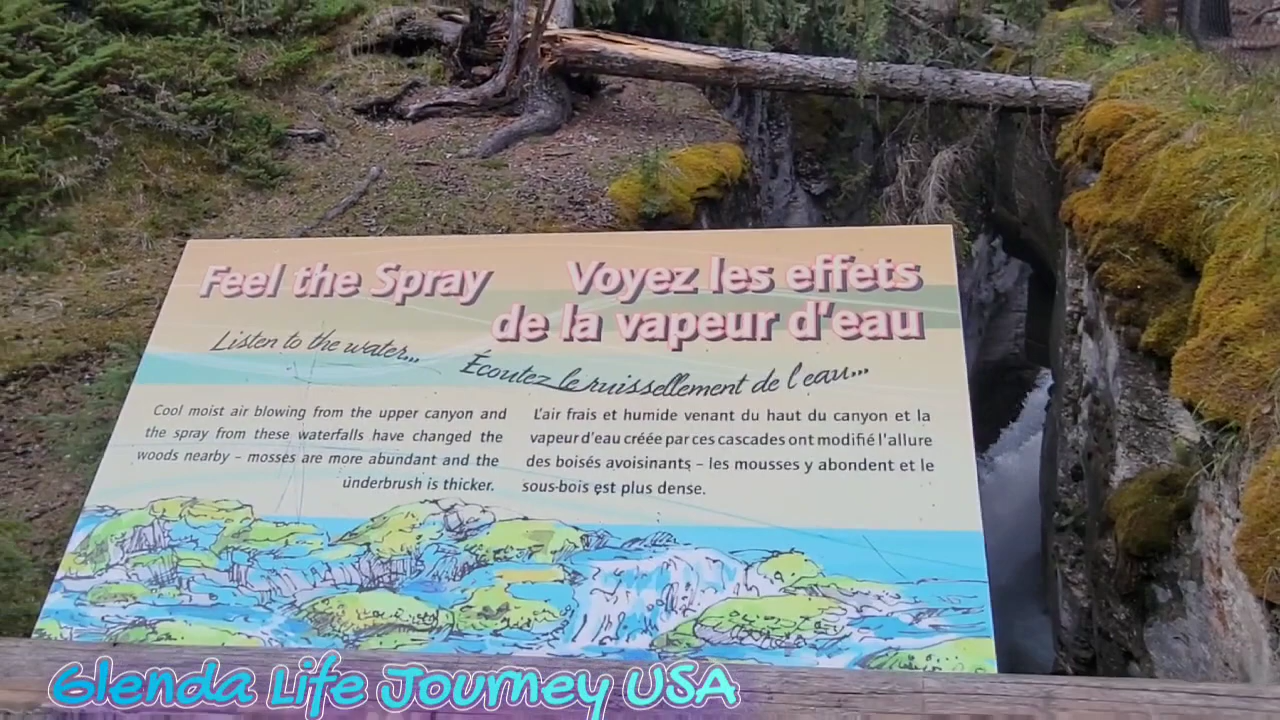 Feel the Spray
Listen to the water...
Cool moist air blowing from the upper canyon and
the spray from these waterfalls have changed the
woods nearby – mosses are more abundant and the
underbrush is thicker.
Voyez les effets
de la vapeur d'eau
Écoutez le ruissellement de l'eau...
L'air frais et humide venant du haut du canyon et la
vapeur d'eau créée par ces cascades ont modifié l'allure
des boisés avoisinants – les mousses y abondent et le
sous-bois est plus dense.
Glenda Life Journey USA